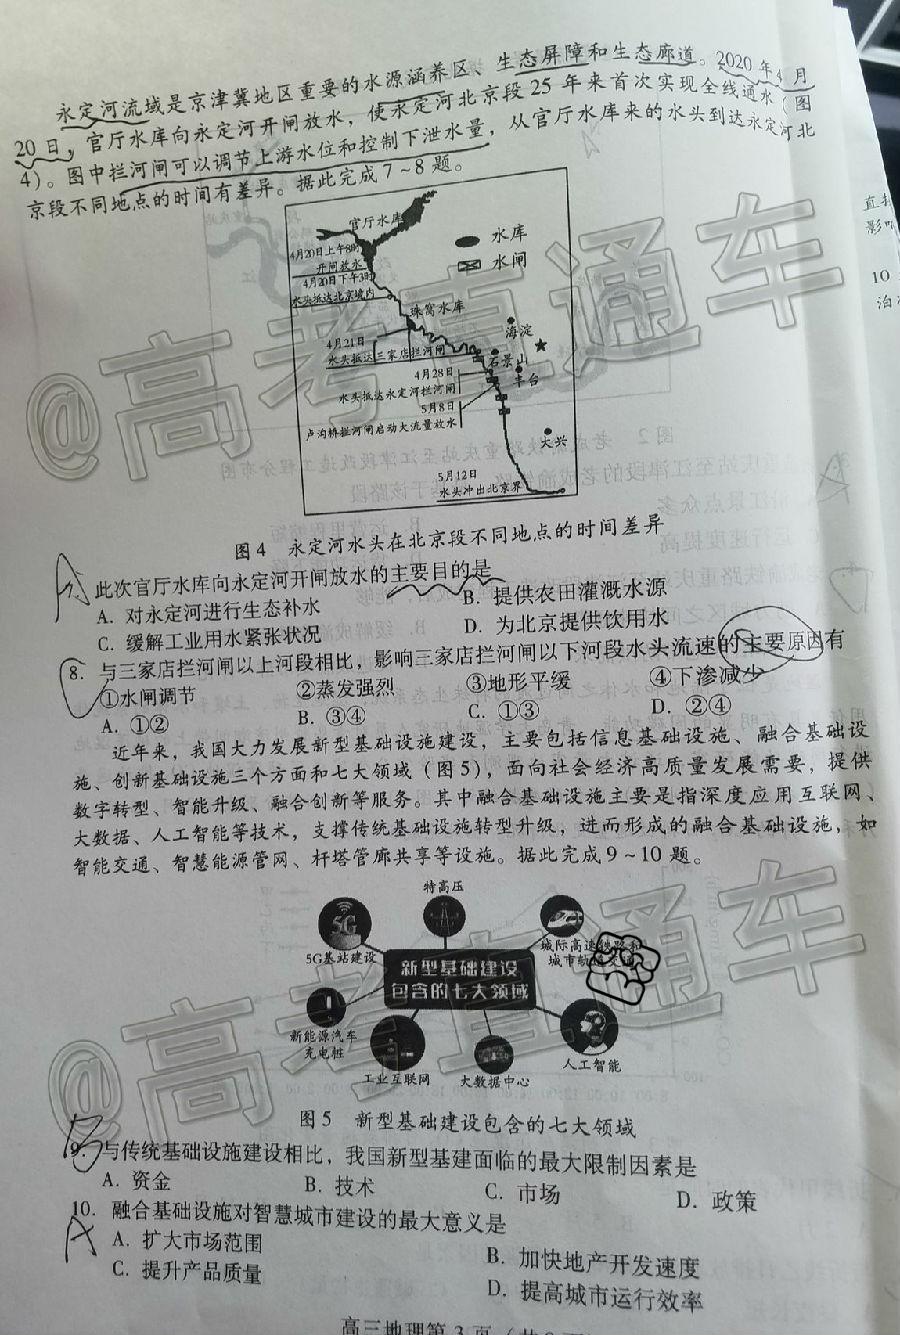 永定河流域是京津冀地区重要的水源涵养区、生态屏障和生态廊道。2020年4月
20日，官厅水库向永定河开闸放水，使永定河北京段25年来首次实现全线通水（图
4）。图中拦河闸可以调节上游水位和控制下泄水量，从官厅水库来的水头到达永定河北
京段不同地点的时间有差异。据此完成7～8题。
官厅水库
水库
水闸
4月20日上午8时
开闸放水
4月20日下午3时
水头抵达北京境内
珠窝水库
海淀
4月21日
水头抵达三家店拦河闸
石景山
4月28日
丰台
水头抵达永定河拦河闸
5月8日
卢沟桥拦河闸启动大流量放水
大兴
5月12日
水头冲出北京界
图4 永定河水头在北京段不同地点的时间差异
A
此次官厅水库向永定河开闸放水的主要目的是
A. 对永定河进行生态补水
B. 提供农田灌溉水源
C. 缓解工业用水紧张状况
D. 为北京提供饮用水
8. 与三家店拦河闸以上河段相比，影响三家店拦河闸以下河段水头流速的主要原因有
①水闸调节 ②蒸发强烈 ③地形平缓 ④下渗减少
A. ①② B. ③④ C. ①③ D. ②④
近年来，我国大力发展新型基础设施建设，主要包括信息基础设施、融合基础设
施、创新基础设施三个方面和七大领域（图5），面向社会经济高质量发展需要，提供
数字转型、智能升级、融合创新等服务。其中融合基础设施主要是指深度应用互联网、
大数据、人工智能等技术，支撑传统基础设施转型升级，进而形成的融合基础设施，如
智能交通、智慧能源管网、杆塔管廊共享等设施。据此完成9～10题。
特高压
5G
5G基站建设
城际高速铁路和
城市轨道交通
新型基础建设
包含的七大领域
新能源汽车
充电桩
工业互联网
大数据中心
人工智能
图5 新型基础建设包含的七大领域
B
9. 与传统基础设施建设相比，我国新型基建面临的最大限制因素是
A. 资金 B. 技术 C. 市场 D. 政策
10. 融合基础设施对智慧城市建设的最大意义是
A
A. 扩大市场范围
B. 加快地产开发速度
C. 提升产品质量
D. 提高城市运行效率
高三地理第3页
@高考直通车
@高考直通车